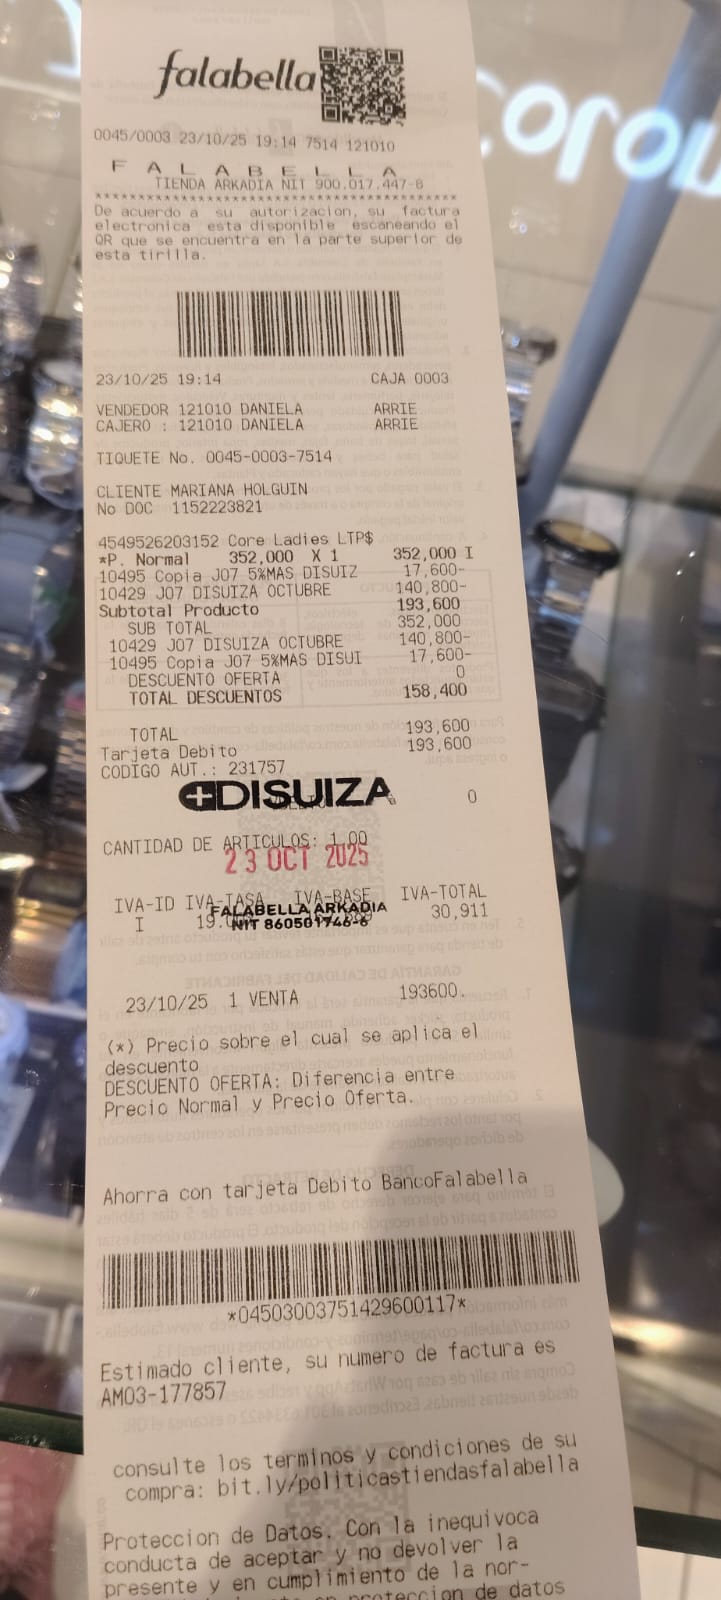 falabella
0045/0003 23/10/25 19:14 7514 121010
F A L A B E L L A
TIENDA ARKADIA NIT 900.017.447-8
De acuerdo a su autorizacion, su factura
electronica esta disponible escaneando el
QR que se encuentra en la parte superior de
esta tirilla.
23/10/25 19:14 CAJA 0003
VENDEDOR 121010 DANIELA ARRIE
CAJERO : 121010 DANIELA ARRIE
TIQUETE No. 0045-0003-7514
CLIENTE MARIANA HOLGUIN
No DOC 1152223821
4549526203152 Core Ladies LTP$
*P. Normal 352,000 X 1 352,000 I
10495 Copia J07 5%MAS DISUIZ 17,600-
10429 J07 DISUIZA OCTUBRE 140,800-
Subtotal Producto 193,600
SUB TOTAL 352,000
10429 J07 DISUIZA OCTUBRE 140,800-
10495 Copia J07 5%MAS DISUI 17,600-
DESCUENTO OFERTA 0
TOTAL DESCUENTOS 158,400
TOTAL 193,600
Tarjeta Debito 193,600
CODIGO AUT.: 231757
DISUIZA
0
CANTIDAD DE ARTICULOS: 1.00
23 OCT 2025
IVA-ID IVA-TASA IVA-BASE IVA-TOTAL
I 19. 30,911
FALABELLA ARKADIA
NIT 860501746-6
23/10/25 1 VENTA 193600.
(*) Precio sobre el cual se aplica el
descuento
DESCUENTO OFERTA: Diferencia entre
Precio Normal y Precio Oferta.
Ahorra con tarjeta Debito BancoFalabella
*04503003751429600117*
Estimado cliente, su numero de factura es
AM03-177857
consulte los terminos y condiciones de su
compra: bit.ly/politicastiendasfalabella
Proteccion de Datos. Con la inequivoca
conducta de aceptar y no devolver la
presente y en cumplimiento de la nor-
proteccion de datos